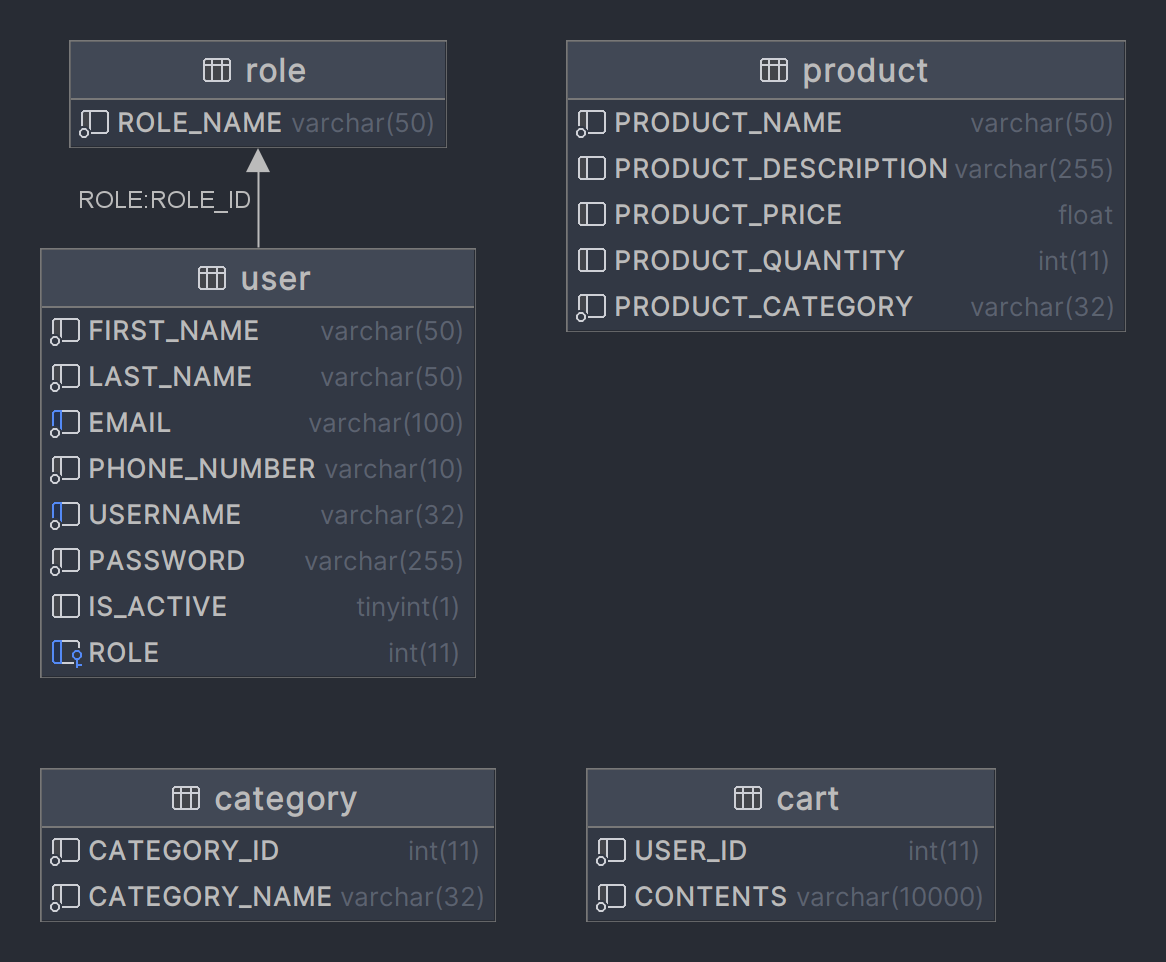 role
ROLE_NAME varchar(50)
ROLE:ROLE_ID
user
FIRST_NAME varchar(50)
LAST_NAME varchar(50)
EMAIL varchar(100)
PHONE_NUMBER varchar(10)
USERNAME varchar(32)
PASSWORD varchar(255)
IS_ACTIVE tinyint(1)
ROLE int(11)
product
PRODUCT_NAME varchar(50)
PRODUCT_DESCRIPTION varchar(255)
PRODUCT_PRICE float
PRODUCT_QUANTITY int(11)
PRODUCT_CATEGORY varchar(32)
category
CATEGORY_ID int(11)
CATEGORY_NAME varchar(32)
cart
USER_ID int(11)
CONTENTS varchar(10000)